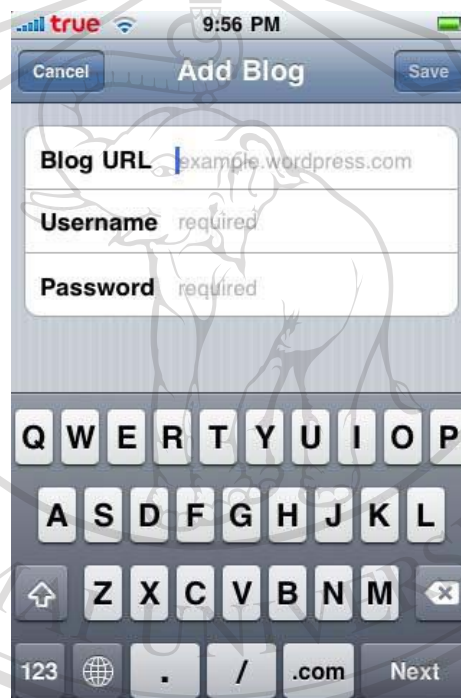 true 9:56 PM
Cancel Add Blog Save
Blog URL example.wordpress.com
Username required
Password required
Q W E R T Y U I O P
A S D F G H J K L
Z X C V B N M
123 . / .com Next